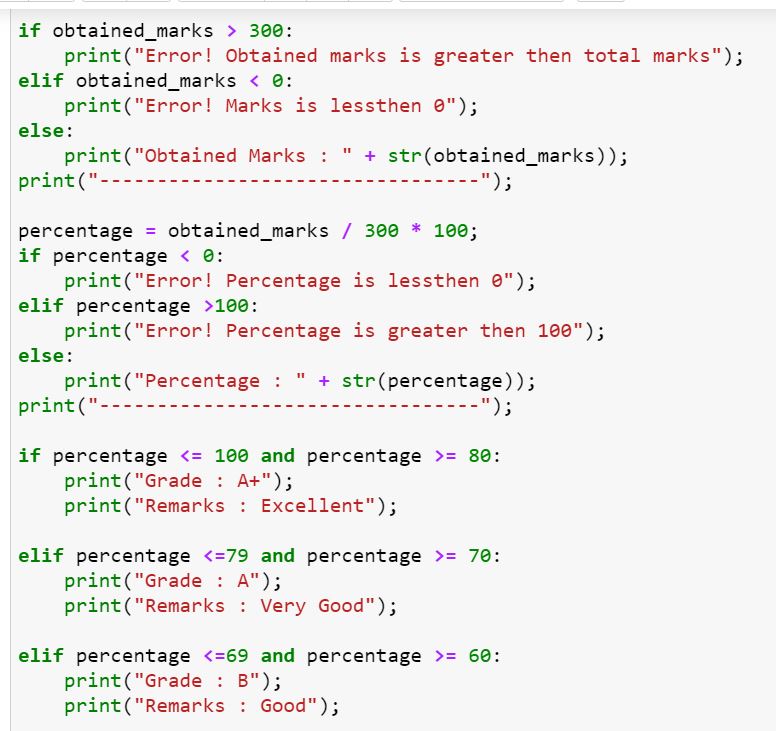 if obtained_marks > 300:
    print("Error! Obtained marks is greater then total marks");
elif obtained_marks < 0:
    print("Error! Marks is lessthen 0");
else:
    print("Obtained Marks : " + str(obtained_marks));
print("---------------------------------");

percentage = obtained_marks / 300 * 100;
if percentage < 0:
    print("Error! Percentage is lessthen 0");
elif percentage >100:
    print("Error! Percentage is greater then 100");
else:
    print("Percentage : " + str(percentage));
print("---------------------------------");

if percentage <= 100 and percentage >= 80:
    print("Grade : A+");
    print("Remarks : Excellent");

elif percentage <=79 and percentage >= 70:
    print("Grade : A");
    print("Remarks : Very Good");

elif percentage <=69 and percentage >= 60:
    print("Grade : B");
    print("Remarks : Good");